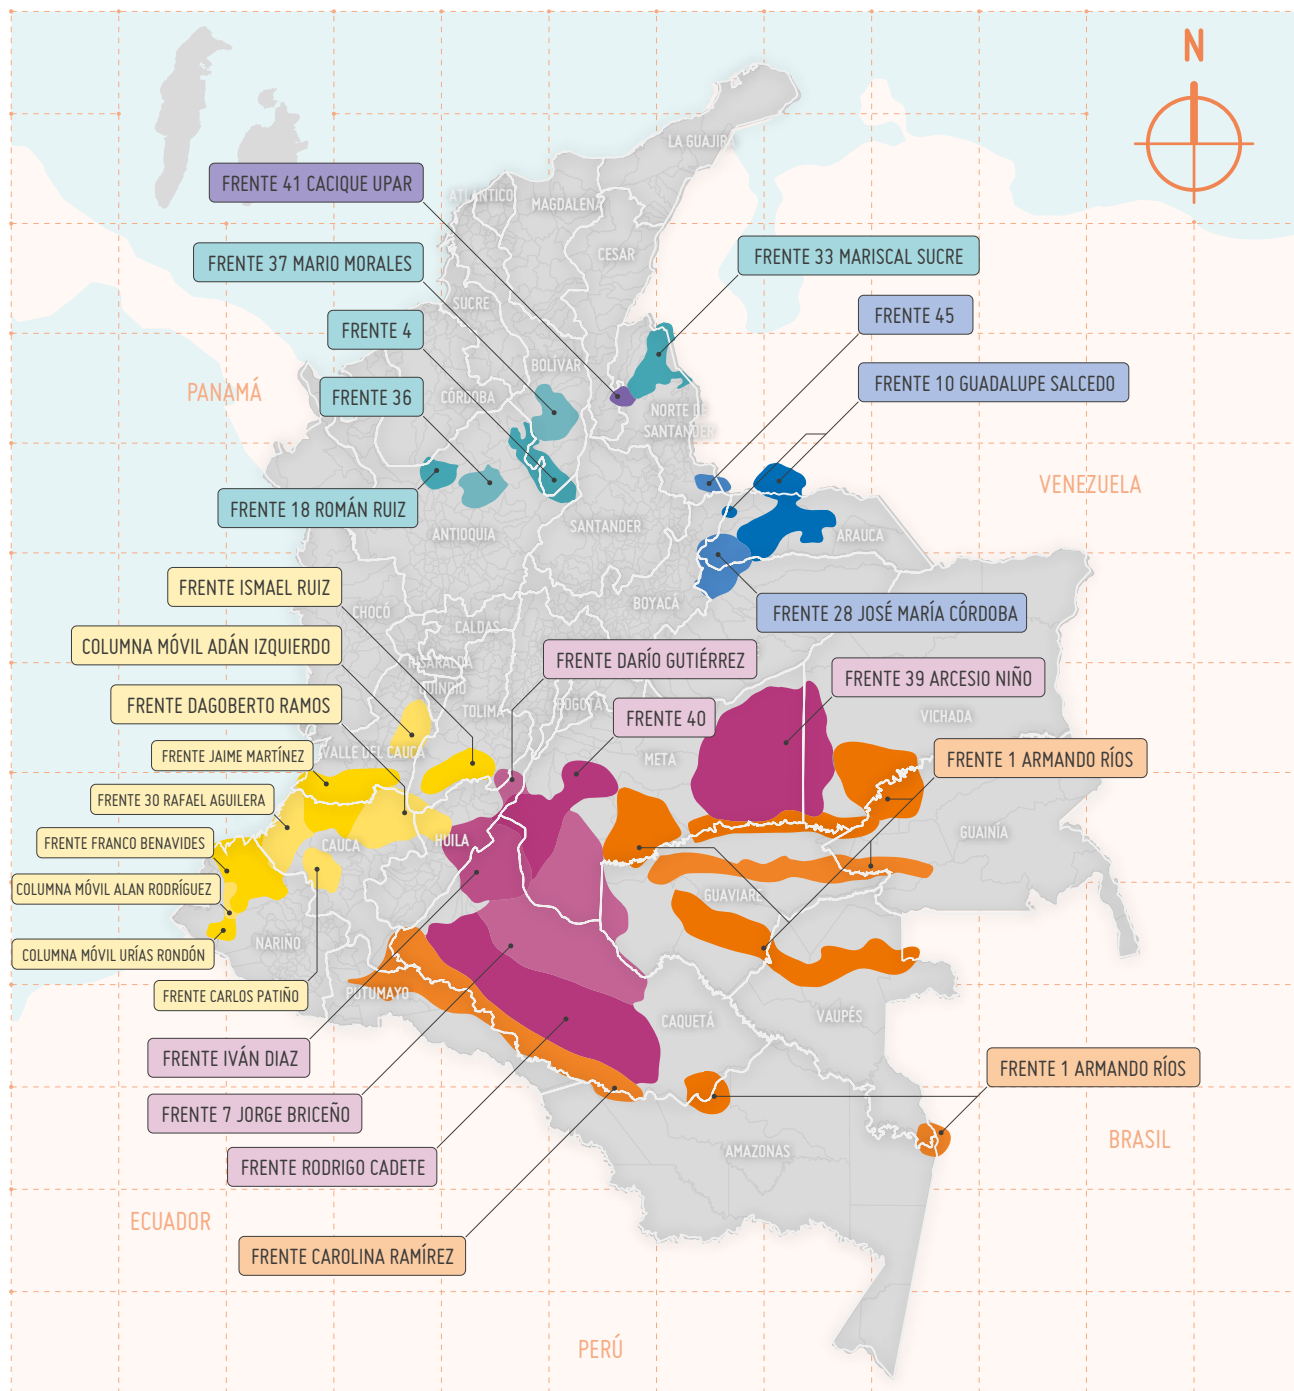 N
LA GUAJIRA
FRENTE 41 CACIQUE UPAR
ATLÁNTICO
MAGDALENA
CESAR
FRENTE 37 MARIO MORALES
FRENTE 33 MARISCAL SUCRE
SUCRE
FRENTE 45
FRENTE 4
BOLÍVAR
PANAMÁ
FRENTE 36
CÓRDOBA
FRENTE 10 GUADALUPE SALCEDO
NORTE DE
SANTANDER
VENEZUELA
FRENTE 18 ROMÁN RUIZ
ANTIOQUIA
SANTANDER
ARAUCA
FRENTE ISMAEL RUIZ
CHOCÓ
BOYACÁ
FRENTE 28 JOSÉ MARÍA CÓRDOBA
CALDAS
COLUMNA MÓVIL ADÁN IZQUIERDO
RISARALDA
FRENTE DARÍO GUTIÉRREZ
FRENTE 39 ARCESIO NIÑO
QUINDÍO
FRENTE DAGOBERTO RAMOS
TOLIMA
BOGOTÁ
FRENTE 40
VICHADA
FRENTE JAIME MARTÍNEZ
VALLE DEL CAUCA
META
FRENTE 1 ARMANDO RÍOS
FRENTE 30 RAFAEL AGUILERA
GUAINÍA
FRENTE FRANCO BENAVIDES
CAUCA
HUILA
COLUMNA MÓVIL ALAN RODRÍGUEZ
GUAVIARE
COLUMNA MÓVIL URÍAS RONDÓN
NARIÑO
FRENTE CARLOS PATIÑO
PUTUMAYO
CAQUETÁ
VAUPÉS
FRENTE IVÁN DIAZ
FRENTE 1 ARMANDO RÍOS
FRENTE 7 JORGE BRICEÑO
BRASIL
AMAZONAS
FRENTE RODRIGO CADETE
ECUADOR
FRENTE CAROLINA RAMÍREZ
PERÚ